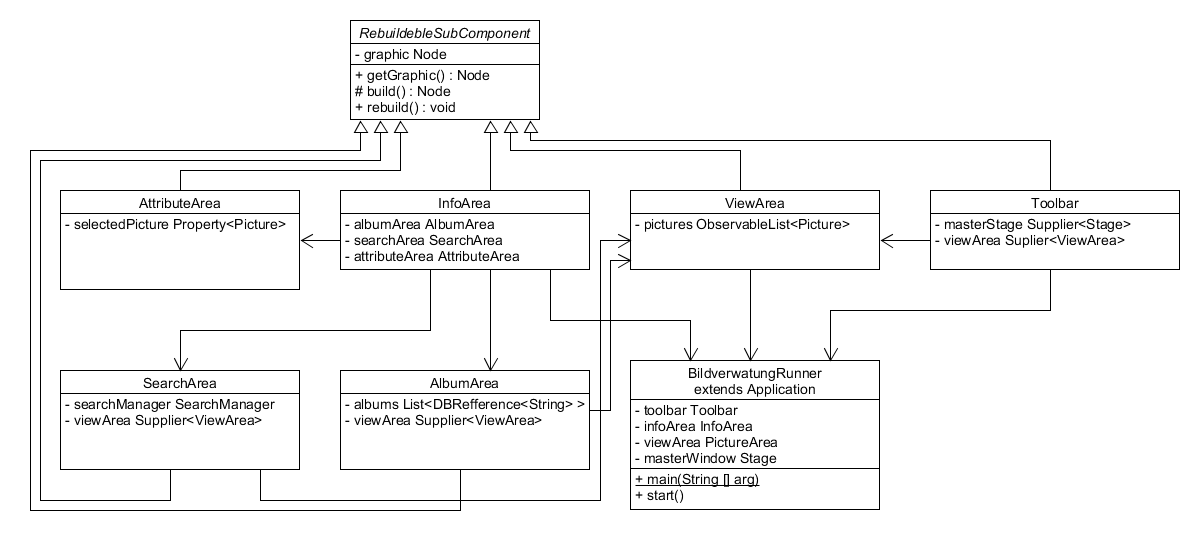 RebuildebleSubComponent
- graphic Node
+ getGraphic() : Node
# build() : Node
+ rebuild() : void
AttributeArea
- selectedPicture Property<Picture>
InfoArea
- albumArea AlbumArea
- searchArea SearchArea
- attributeArea AttributeArea
ViewArea
- pictures ObservableList<Picture>
Toolbar
- masterStage Supplier<Stage>
- viewArea Suplier<ViewArea>
SearchArea
- searchManager SearchManager
- viewArea Supplier<ViewArea>
AlbumArea
- albums List<DBRefference<String> >
- viewArea Supplier<ViewArea>
BildverwatungRunner
extends Application
- toolbar Toolbar
- infoArea InfoArea
- viewArea PictureArea
- masterWindow Stage
+ main(String [] arg)
+ start()